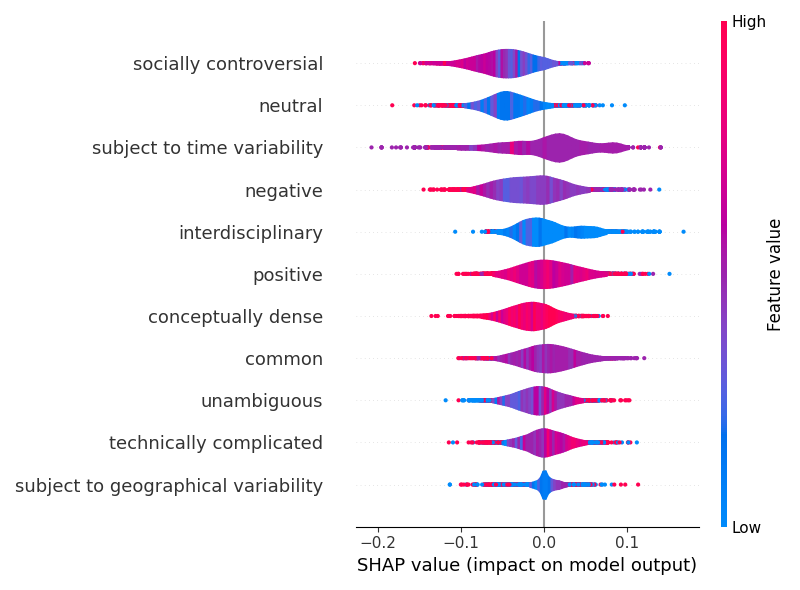 High
socially controversial
neutral
subject to time variability
negative
interdisciplinary
positive
conceptually dense
common
unambiguous
technically complicated
subject to geographical variability
Feature value
Low
−0.2 −0.1 0.0 0.1
SHAP value (impact on model output)